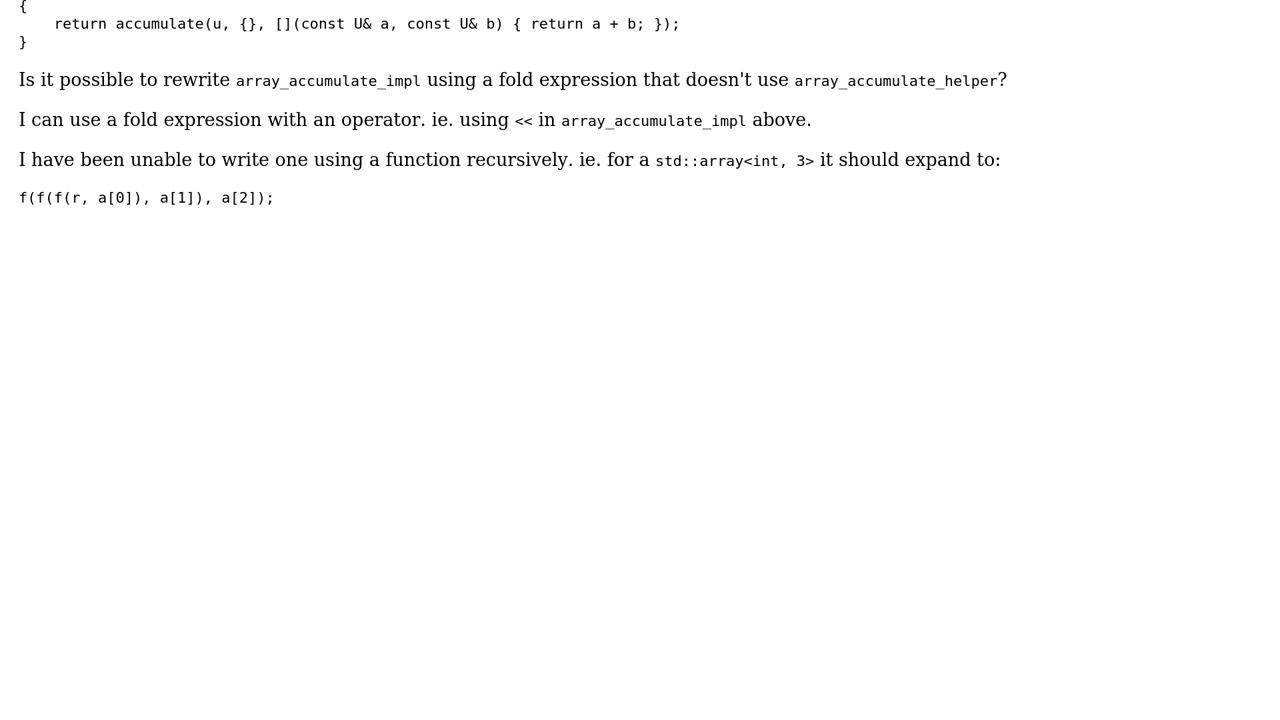 {
    return accumulate(u, {}, [](const U& a, const U& b) { return a + b; });
}
Is it possible to rewrite array_accumulate_impl using a fold expression that doesn't use array_accumulate_helper?
I can use a fold expression with an operator. ie. using << in array_accumulate_impl above.
I have been unable to write one using a function recursively. ie. for a std::array<int, 3> it should expand to:
f(f(f(r, a[0]), a[1]), a[2]);